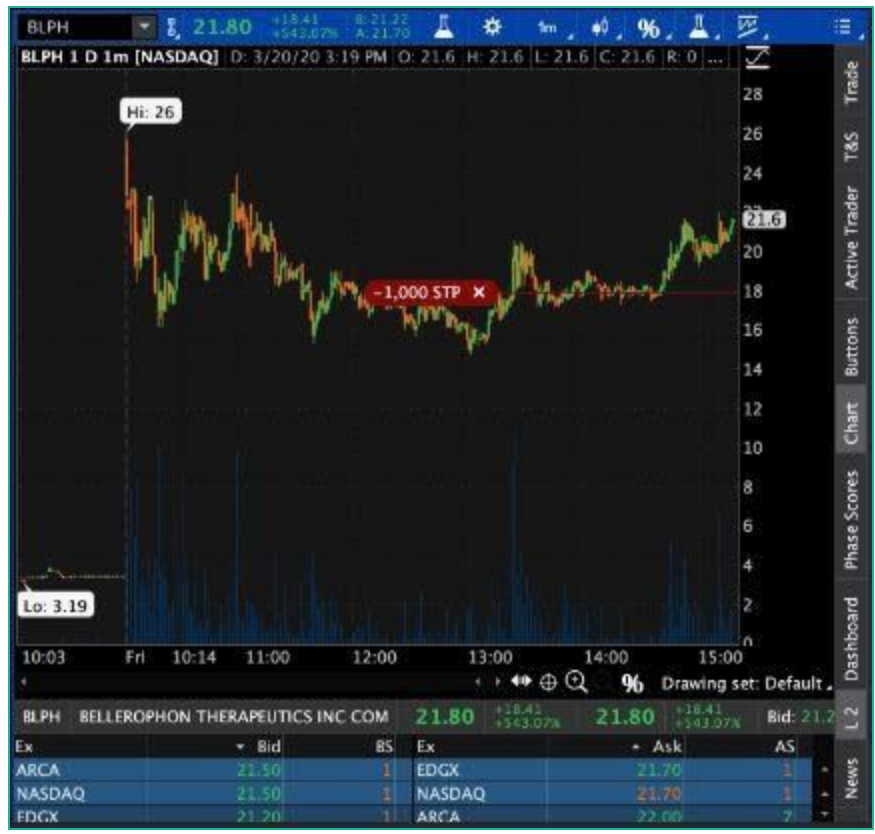 BLPH 21.80 +18.41 +543.07% B: 21.22 A: 21.70 1m %
BLPH 1 D 1m [NASDAQ] D: 3/20/20 3:19 PM O: 21.6 H: 21.6 L: 21.6 C: 21.6 R: 0 ...
Hi: 26
28
26
24
21.6
20
-1,000 STP ×
18
16
14
12
10
8
6
4
2
0
Lo: 3.19
10:03 Fri 10:14 11:00 12:00 13:00 14:00 15:00
% Drawing set: Default
BLPH BELLEROPHON THERAPEUTICS INC COM 21.80 +18.41 +543.07% 21.80 +18.41 +543.07% Bid: 21.2
Ex Bid BS Ex Ask AS
ARCA 21.50 1 EDGX 21.70 1
NASDAQ 21.50 1 NASDAQ 21.70 1
EDGX 21.20 1 ARCA 22.00 7
Trade
T&S
Active Trader
Buttons
Chart
Phase Scores
Dashboard
L 2
News